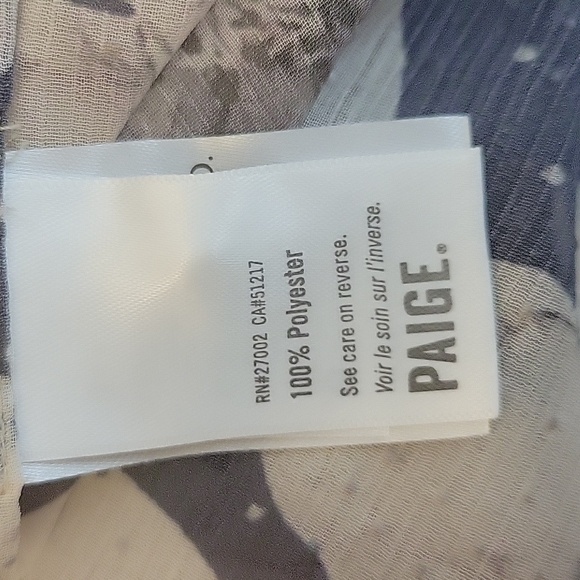 RN#27002 CA#51217
100% Polyester
See care on reverse.
Voir le soin sur l'inverse.
PAIGE®